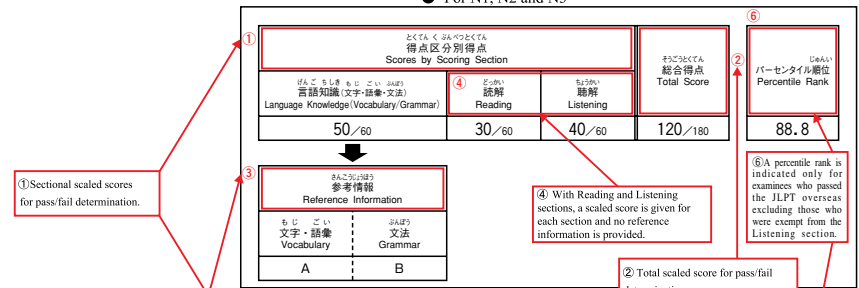 ● For N1, N2 and N3
⑥
①
とくてん く ぶんべつとくてん
得点区分別得点
Scores by Scoring Section
そうごうとくてん
総合得点
Total Score
②
じゅんい
パーセンタイル順位
Percentile Rank
げんご ちしき もじ ごい ぶんぽう
言語知識(文字・語彙・文法)
Language Knowledge(Vocabulary/Grammar)
④
どっかい
読解
Reading
ちょうかい
聴解
Listening
50/60
30/60
40/60
120/180
88.8
①Sectional scaled scores
for pass/fail determination.
③
さんこうじょうほう
参考情報
Reference Information
もじ ごい
文字・語彙
Vocabulary
ぶんぽう
文法
Grammar
A
B
④ With Reading and Listening
sections, a scaled score is given for
each section and no reference
information is provided.
⑥A percentile rank is
indicated only for
examinees who passed
the JLPT overseas
excluding those who
were exempt from the
Listening section.
② Total scaled score for pass/fail